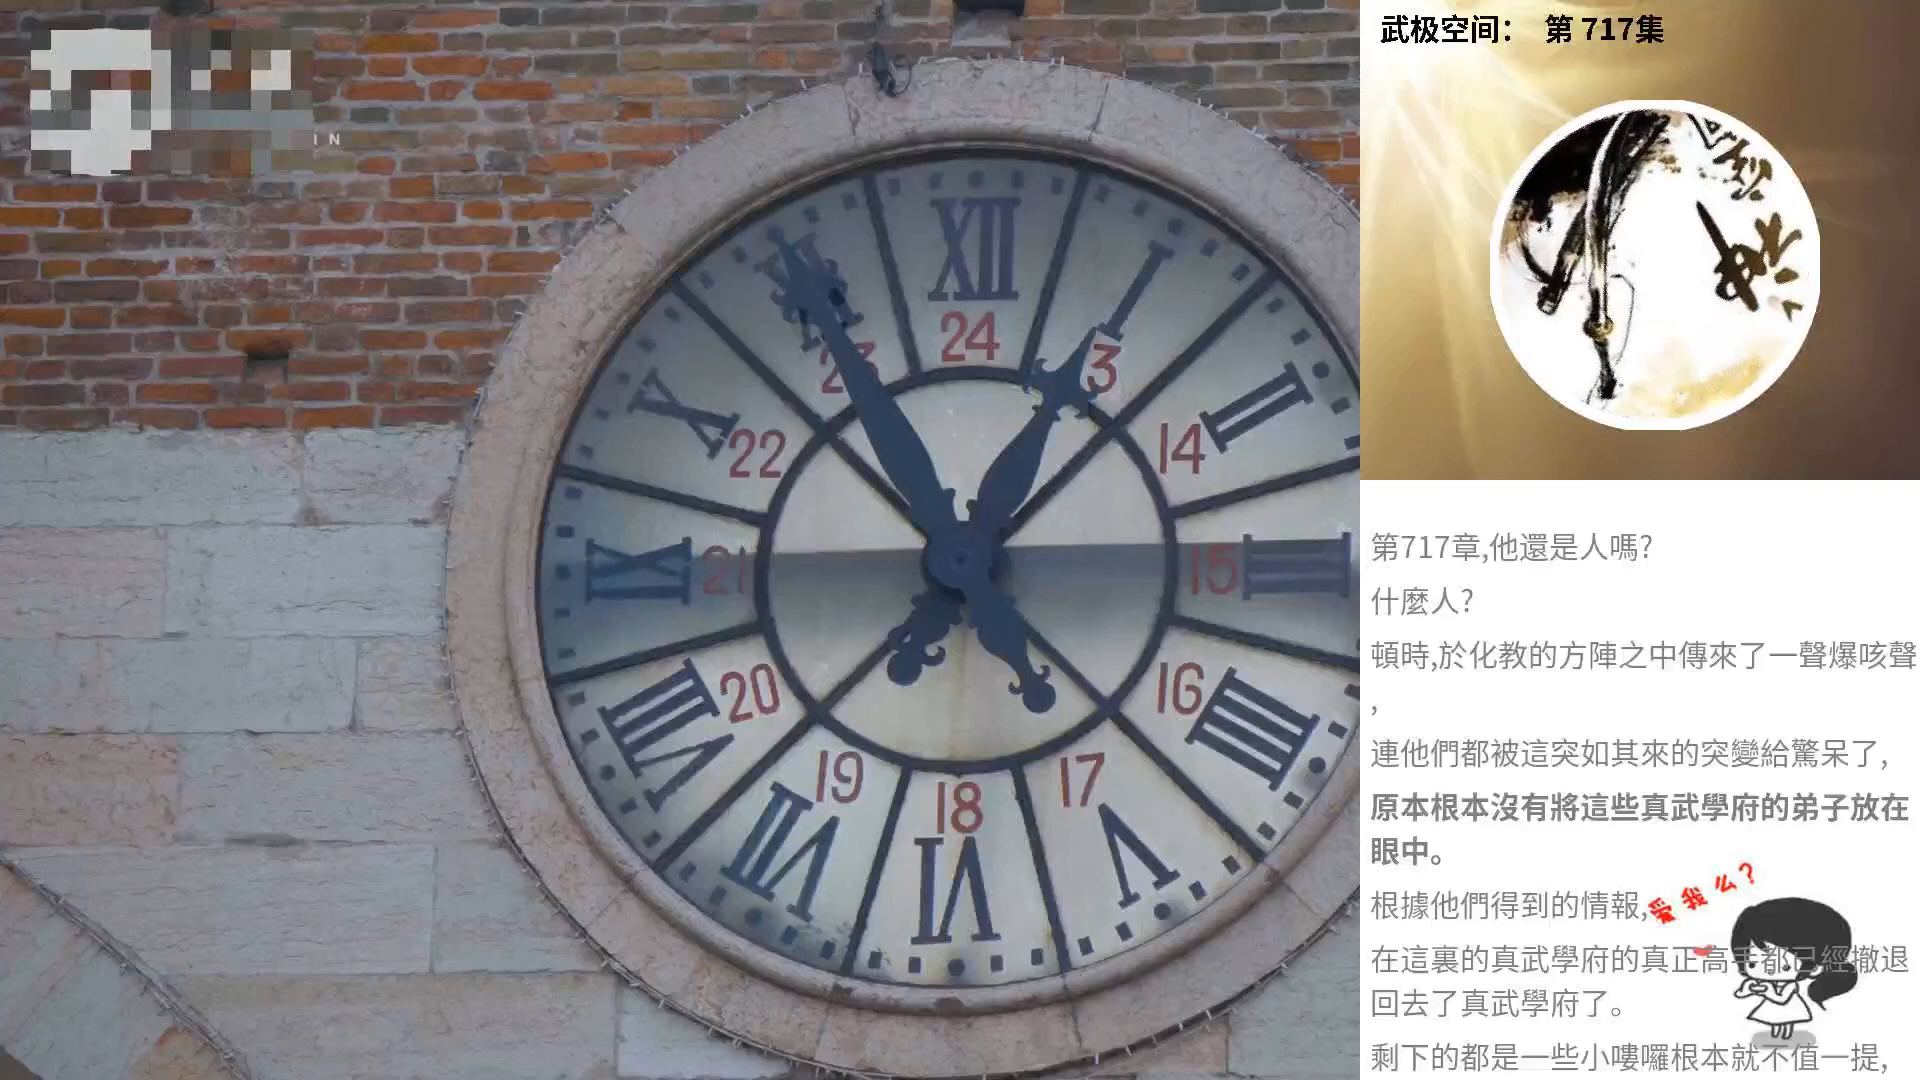 IN
XII
I
II
III
IIII
V
VI
VII
VIII
IX
X
24
3
14
15
16
17
18
19
20
21
22
23
武极空间： 第 717集
第717章,他還是人嗎?
什麼人?
頓時,於化教的方陣之中傳來了一聲爆咳聲
,
連他們都被這突如其來的突變給驚呆了,
原本根本沒有將這些真武學府的弟子放在
眼中。
根據他們得到的情報,
爱我么?
在這裏的真武學府的真正高手都已經撤退
回去了真武學府了。
剩下的都是一些小嘍囉根本就不值一提,